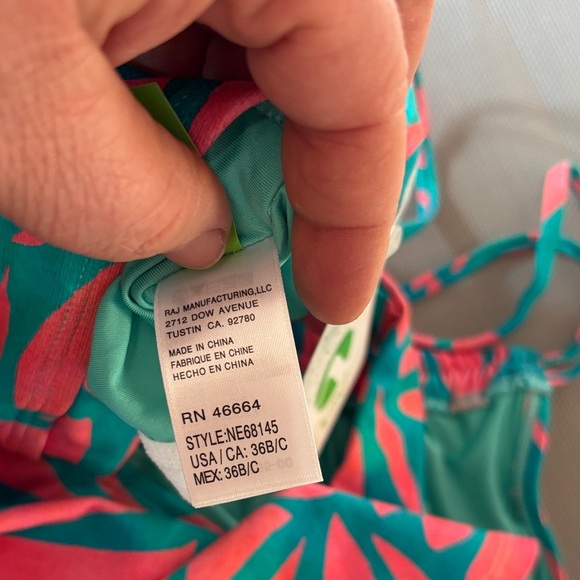 RAJ MANUFACTURING,LLC
2712 DOW AVENUE
TUSTIN CA. 92780
MADE IN CHINA
FABRIQUE EN CHINE
HECHO EN CHINA
RN 46664
STYLE:NE68145
USA / CA: 36B/C
MEX: 36B/C